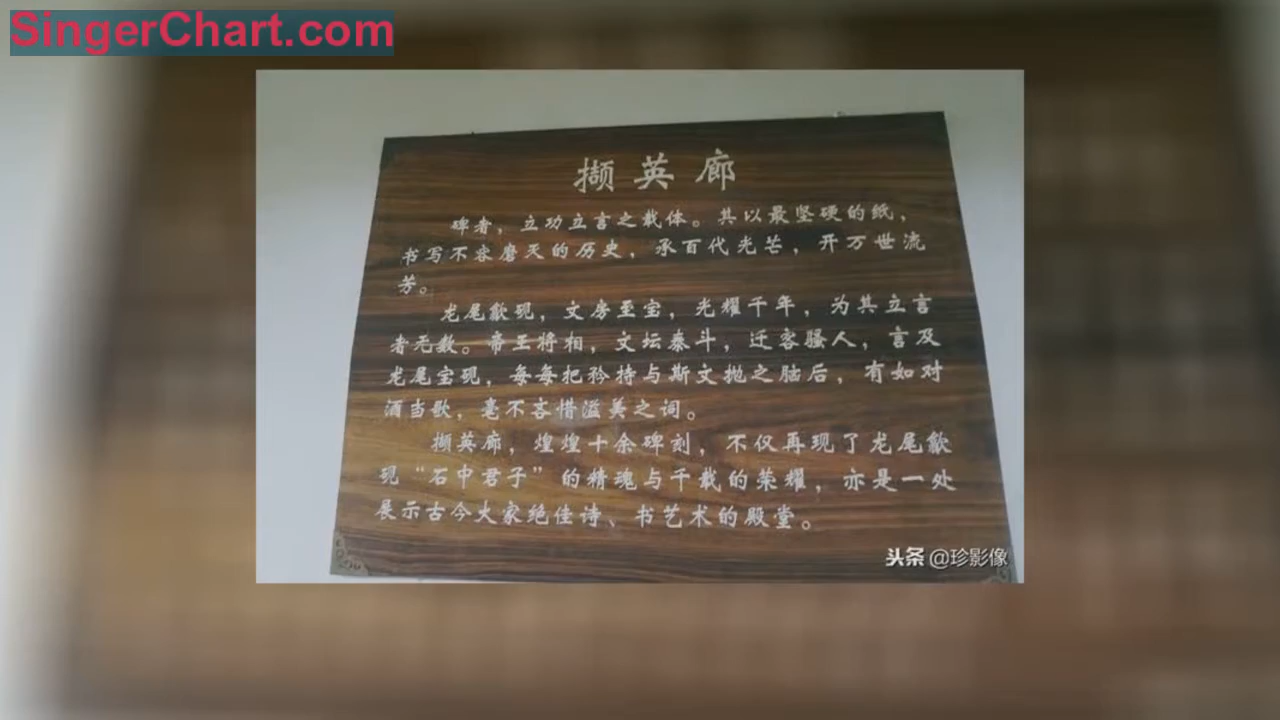 SingerChart.com
撷英廊
碑者，立功立言之载体。其以最坚硬的纸，
书写不容磨灭的历史，承百代光芒，开万世流
芳。
龙尾歙砚，文房至宝，光耀千年，为其立言
者无数。帝王将相，文坛泰斗，迁客骚人，言及
龙尾宝砚，每每把矜持与斯文抛之脑后，有如对
酒当歌，毫不吝惜溢美之词。
撷英廊，煌煌十余碑刻，不仅再现了龙尾歙
砚“石中君子”的精魂与千载的荣耀，亦是一处
展示古今大家绝佳诗、书艺术的殿堂。
头条 @珍影像